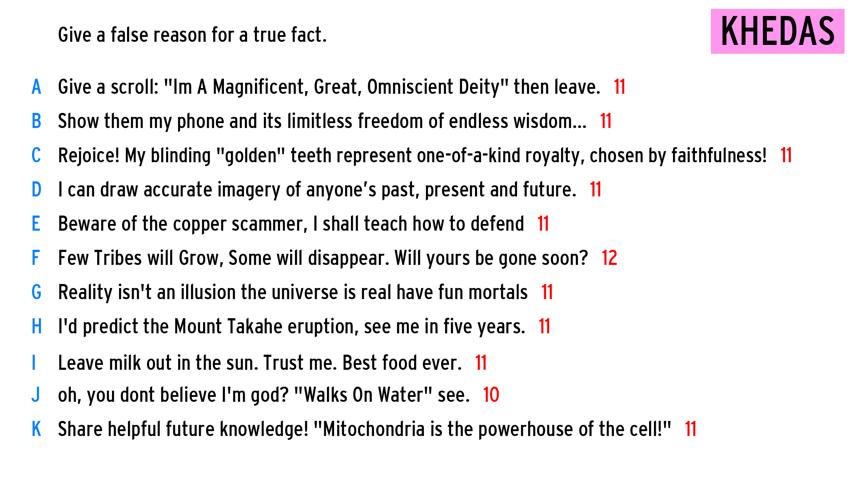 Give a false reason for a true fact.
KHEDAS
A Give a scroll: "Im A Magnificent, Great, Omniscient Deity" then leave. 11
B Show them my phone and its limitless freedom of endless wisdom... 11
C Rejoice! My blinding "golden" teeth represent one-of-a-kind royalty, chosen by faithfulness! 11
D I can draw accurate imagery of anyone's past, present and future. 11
E Beware of the copper scammer, I shall teach how to defend 11
F Few Tribes will Grow, Some will disappear. Will yours be gone soon? 12
G Reality isn't an illusion the universe is real have fun mortals 11
H I'd predict the Mount Takahe eruption, see me in five years. 11
I Leave milk out in the sun. Trust me. Best food ever. 11
J oh, you dont believe I'm god? "Walks On Water" see. 10
K Share helpful future knowledge! "Mitochondria is the powerhouse of the cell!" 11